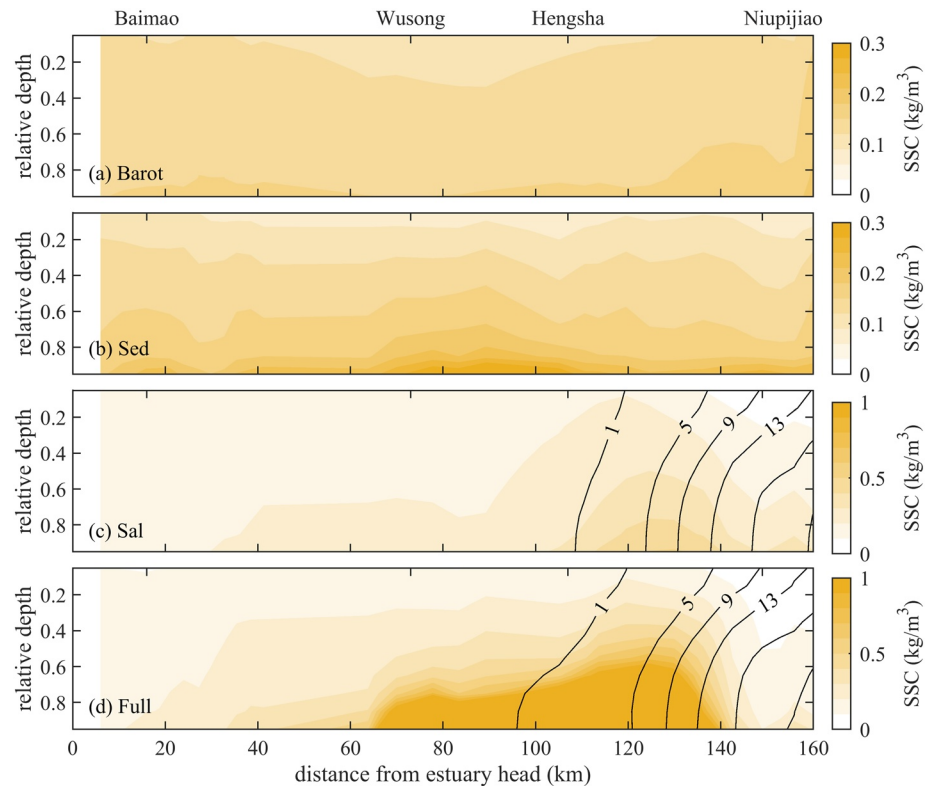 Baimao Wusong Hengsha Niupijiao
relative depth
0.2
0.4
0.6
0.8
(a) Barot
0.3
0.2
0.1
0
SSC (kg/m³)
relative depth
0.2
0.4
0.6
0.8
(b) Sed
0.3
0.2
0.1
0
SSC (kg/m³)
relative depth
0.2
0.4
0.6
0.8
(c) Sal
1 5 9 13
1
0.5
0
SSC (kg/m³)
relative depth
0.2
0.4
0.6
0.8
(d) Full
1 5 9 13
1
0.5
0
SSC (kg/m³)
0 20 40 60 80 100 120 140 160
distance from estuary head (km)